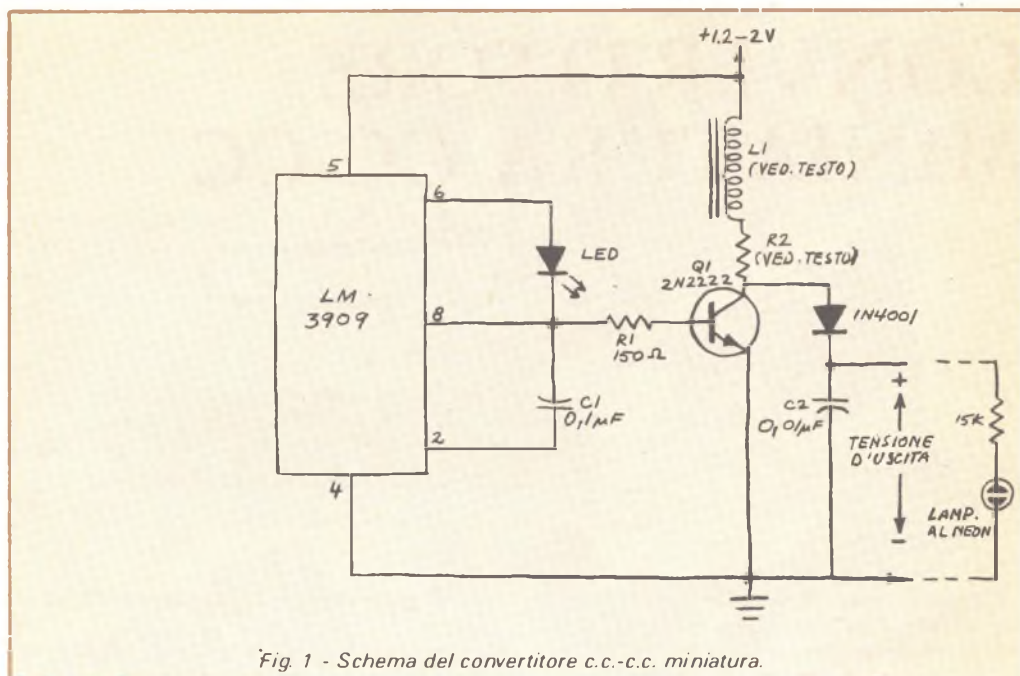 +1.2-2V
5
6
L1
(VED. TESTO)
LED
R2
(VED. TESTO)
Q1
2N2222
LM
3909
8
1N4001
R1
150Ω
C1
0,1μF
C2
0,01μF
+
15K
2
TENSIONE
D'USCITA
4
LAMP.
AL NEON
-
Fig. 1 - Schema del convertitore c.c.-c.c. miniatura.